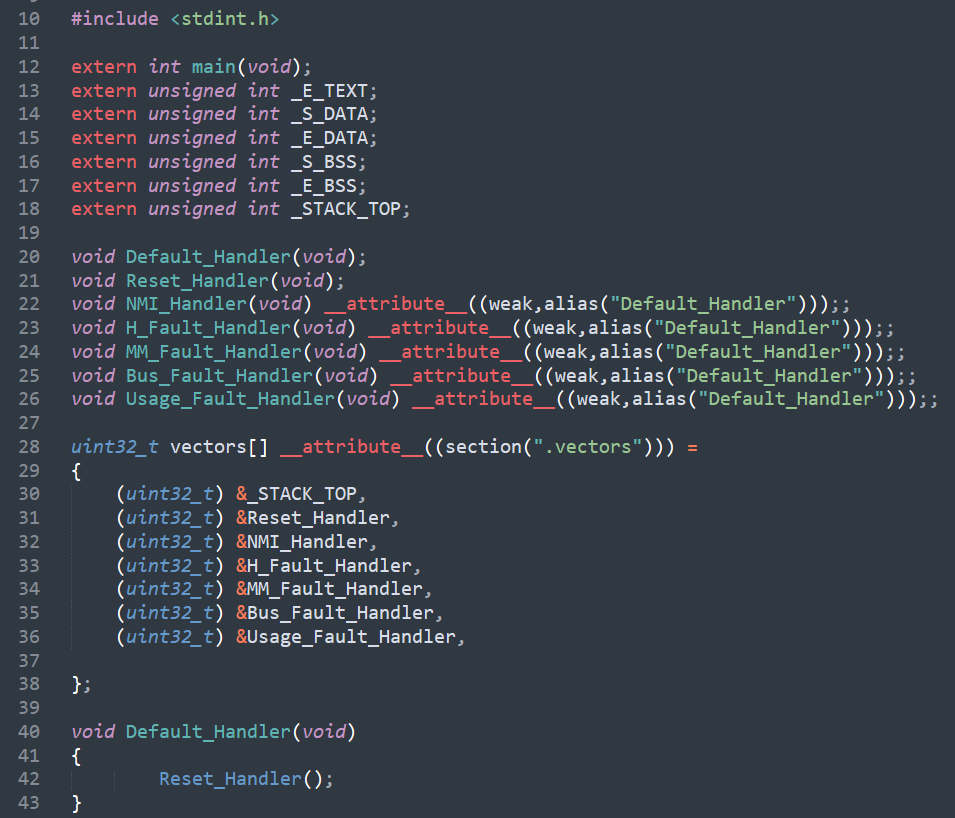 10 #include <stdint.h>
11
12 extern int main(void);
13 extern unsigned int _E_TEXT;
14 extern unsigned int _S_DATA;
15 extern unsigned int _E_DATA;
16 extern unsigned int _S_BSS;
17 extern unsigned int _E_BSS;
18 extern unsigned int _STACK_TOP;
19
20 void Default_Handler(void);
21 void Reset_Handler(void);
22 void NMI_Handler(void) __attribute__((weak,alias("Default_Handler")));;
23 void H_Fault_Handler(void) __attribute__((weak,alias("Default_Handler")));;
24 void MM_Fault_Handler(void) __attribute__((weak,alias("Default_Handler")));;
25 void Bus_Fault_Handler(void) __attribute__((weak,alias("Default_Handler")));;
26 void Usage_Fault_Handler(void) __attribute__((weak,alias("Default_Handler")));;
27
28 uint32_t vectors[] __attribute__((section(".vectors"))) =
29 {
30     (uint32_t) &_STACK_TOP,
31     (uint32_t) &Reset_Handler,
32     (uint32_t) &NMI_Handler,
33     (uint32_t) &H_Fault_Handler,
34     (uint32_t) &MM_Fault_Handler,
35     (uint32_t) &Bus_Fault_Handler,
36     (uint32_t) &Usage_Fault_Handler,
37
38 };
39
40 void Default_Handler(void)
41 {
42         Reset_Handler();
43 }